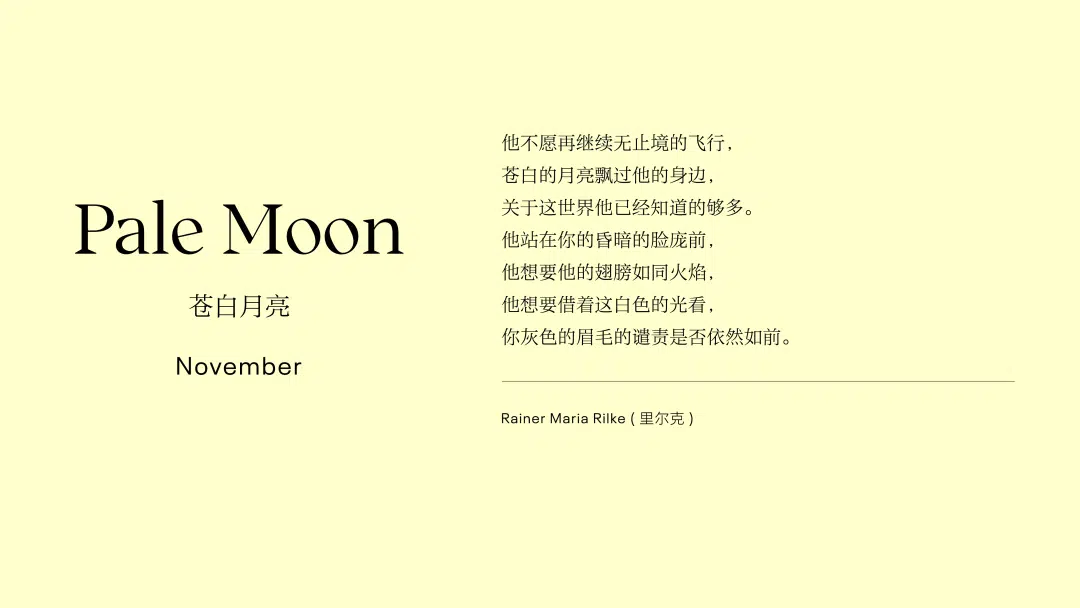 Pale Moon
苍白月亮
November
他不愿再继续无止境的飞行，
苍白的月亮飘过他的身边，
关于这世界他已经知道的够多。
他站在你的昏暗的脸庞前，
他想要他的翅膀如同火焰，
他想要借着这白色的光看，
你灰色的眉毛的谴责是否依然如前。
Rainer Maria Rilke ( 里尔克 )